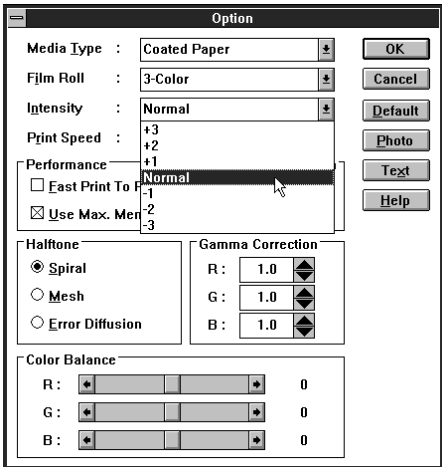 Option
Media Type : Coated Paper
OK
Film Roll : 3-Color
Cancel
Intensity : Normal
Default
Print Speed :
+3
+2
+1
Normal
-1
-2
-3
Photo
Text
Help
Performance
Fast Print To
Use Max.
Halftone
Spiral
Mesh
Error Diffusion
Gamma Correction
R : 1.0
G : 1.0
B : 1.0
Color Balance
R : 0
G : 0
B : 0